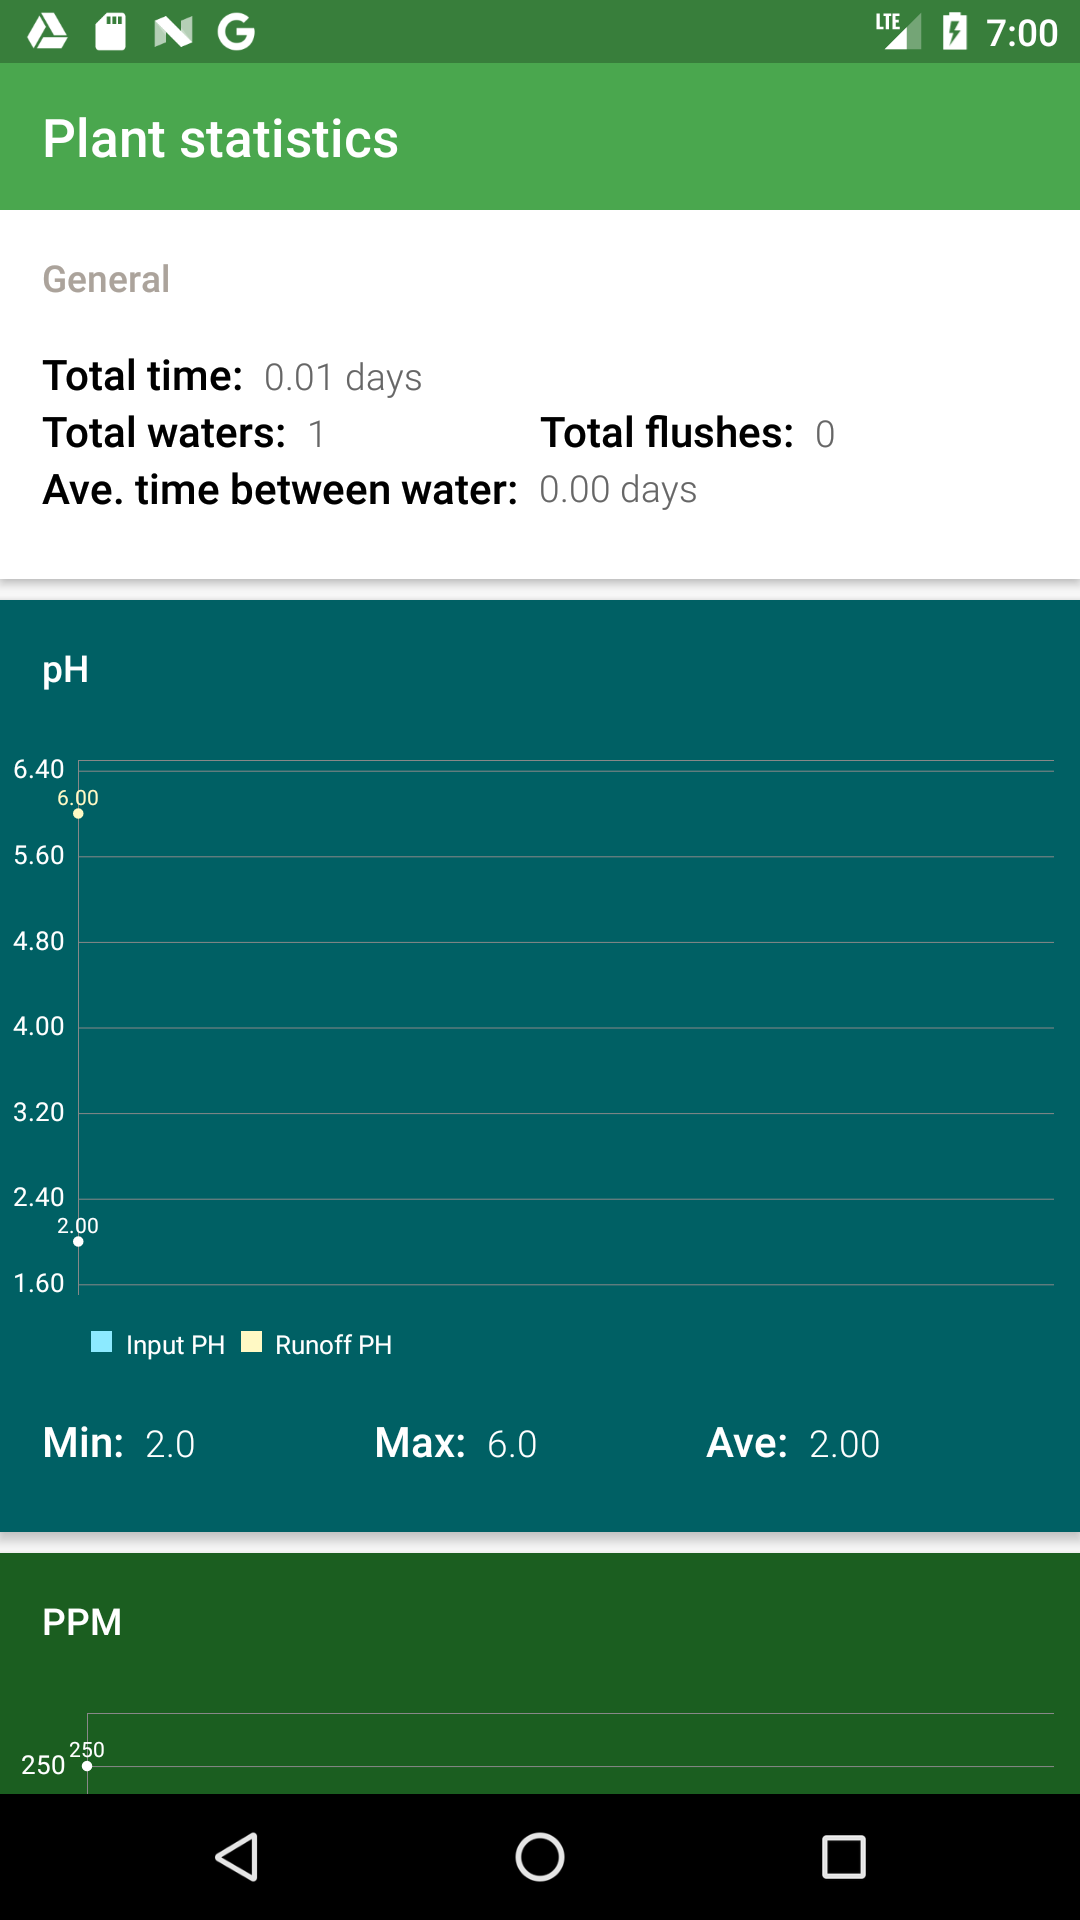 LTE 7:00
Plant statistics
General
Total time: 0.01 days
Total waters: 1 Total flushes: 0
Ave. time between water: 0.00 days
pH
6.40
6.00
5.60
4.80
4.00
3.20
2.40
2.00
1.60
Input PH Runoff PH
Min: 2.0 Max: 6.0 Ave: 2.00
PPM
250
250